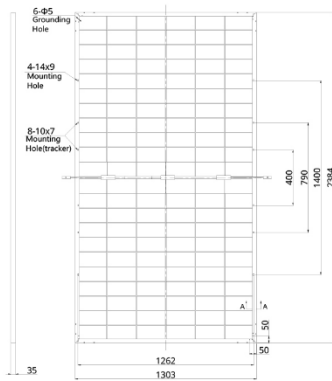 6-Φ5
Grounding
Hole
4-14x9
Mounting
Hole
8-10x7
Mounting
Hole(tracker)
400
790
1400
2384
A
A
50
50
35
1262
1303